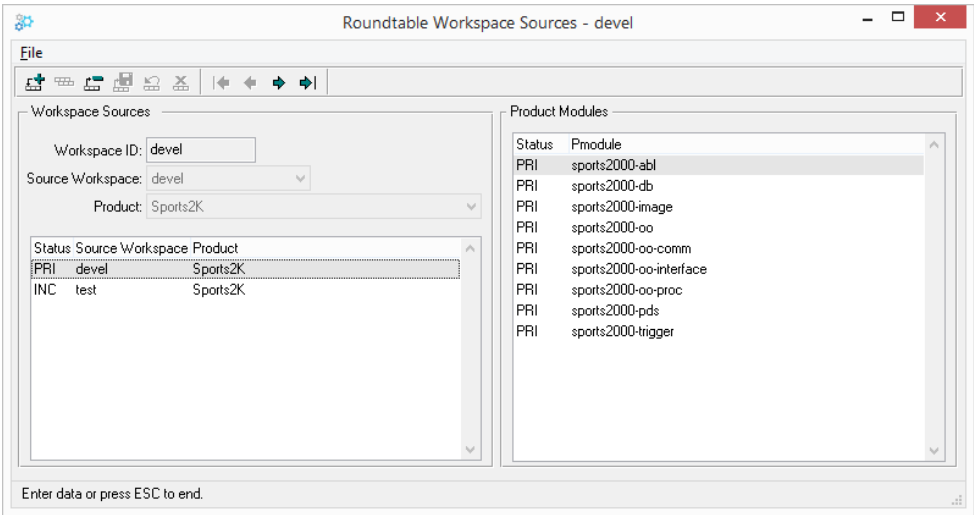 Roundtable Workspace Sources - devel
File
Workspace Sources
Workspace ID: devel
Source Workspace: devel
Product: Sports2K
Status Source Workspace Product
PRI devel Sports2K
INC test Sports2K
Product Modules
Status Pmodule
PRI sports2000-abl
PRI sports2000-db
PRI sports2000-image
PRI sports2000-oo
PRI sports2000-oo-comm
PRI sports2000-oo-interface
PRI sports2000-oo-proc
PRI sports2000-pds
PRI sports2000-trigger
Enter data or press ESC to end.